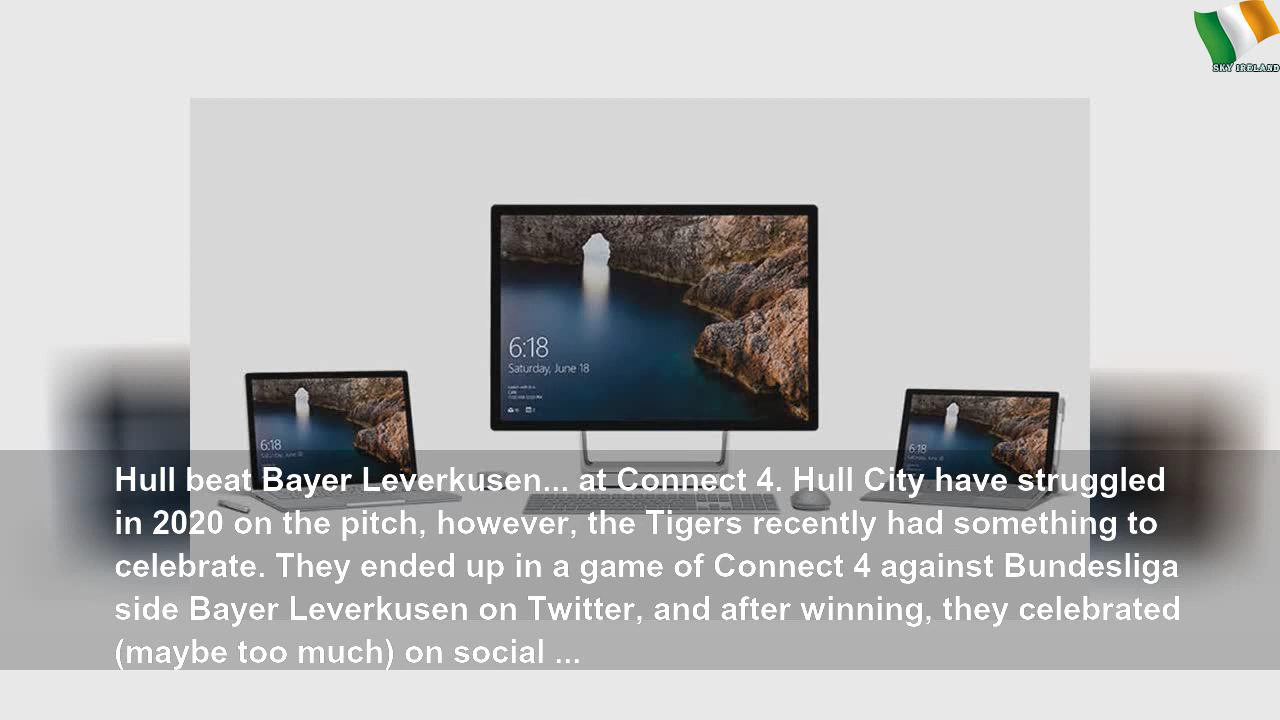 SKY IRELAND
6:18
Saturday, June 18
6:18
Saturday, June 18
6:18
Hull beat Bayer Leverkusen... at Connect 4. Hull City have struggled
in 2020 on the pitch, however, the Tigers recently had something to
celebrate. They ended up in a game of Connect 4 against Bundesliga
side Bayer Leverkusen on Twitter, and after winning, they celebrated
(maybe too much) on social ...